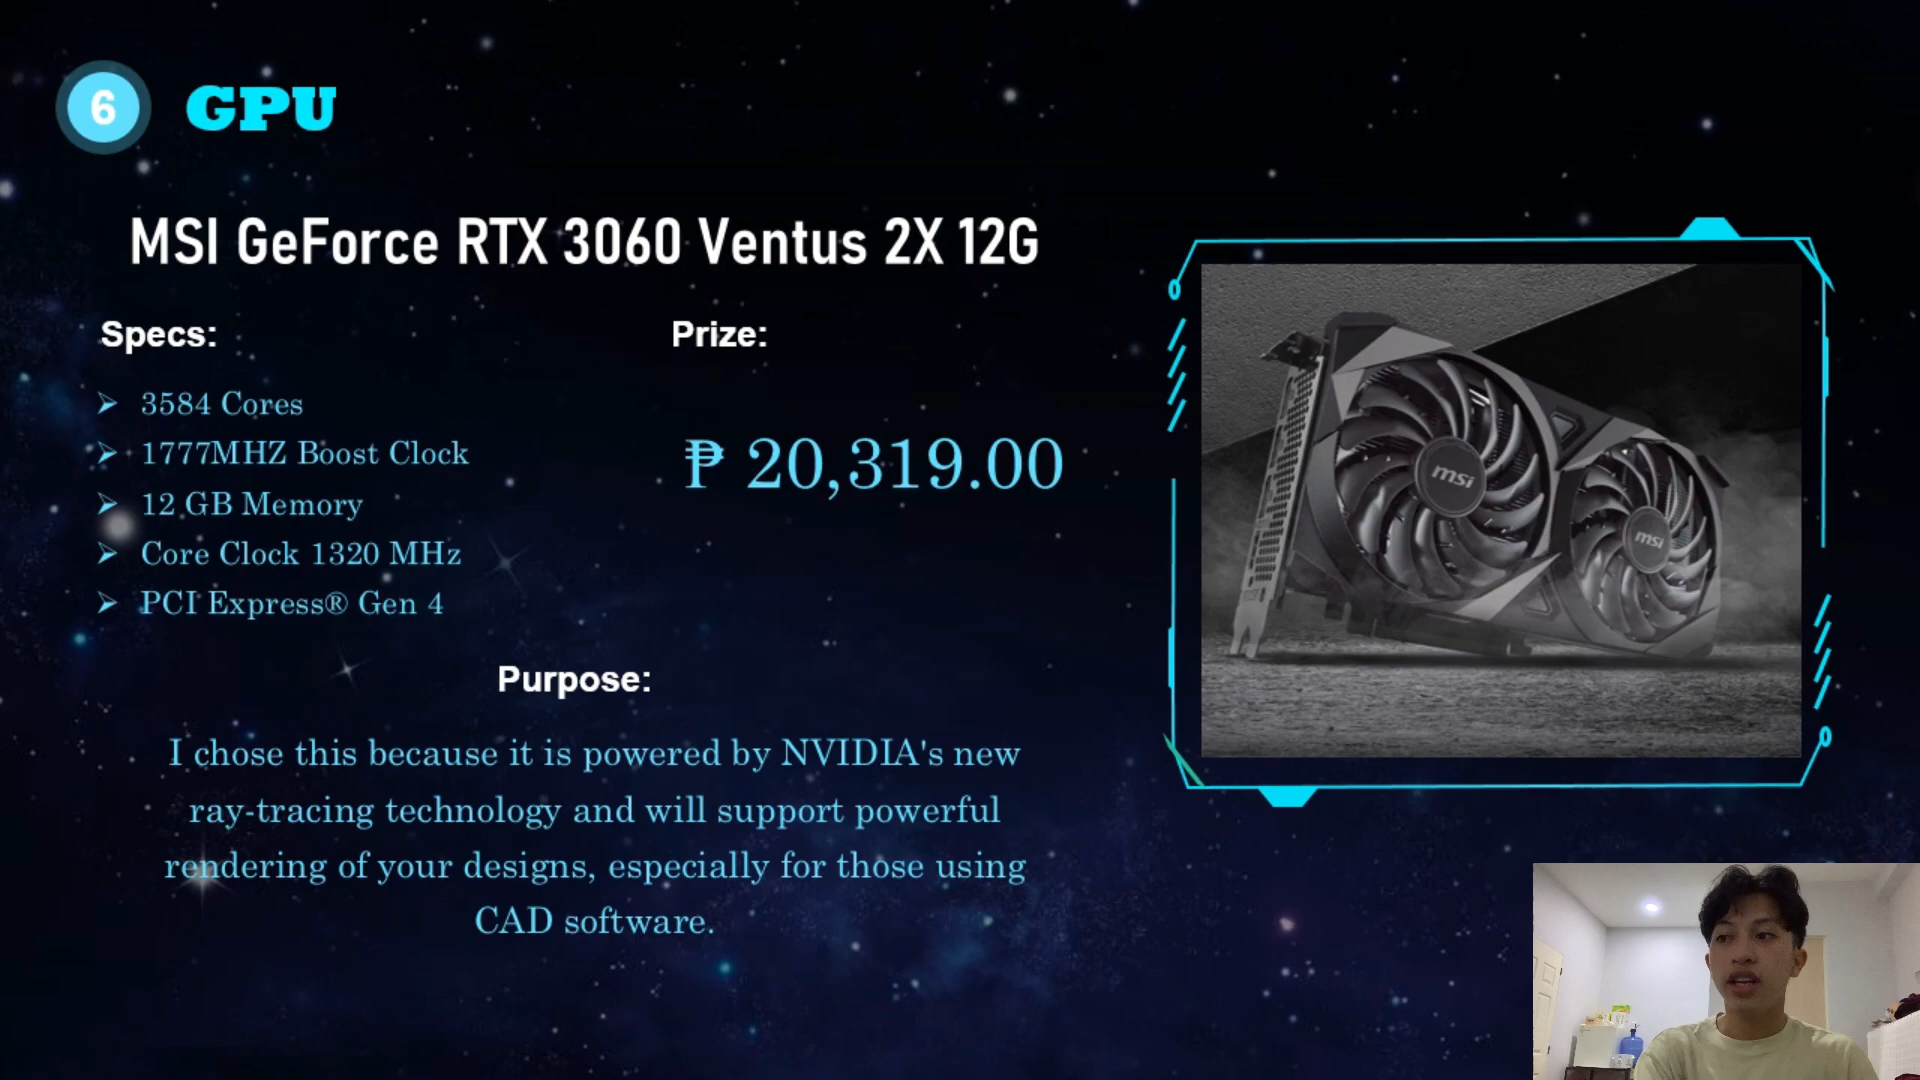 6 GPU
MSI GeForce RTX 3060 Ventus 2X 12G
Specs:
3584 Cores
1777MHZ Boost Clock
12 GB Memory
Core Clock 1320 MHz
PCI Express® Gen 4
Prize:
₱ 20,319.00
Purpose:
I chose this because it is powered by NVIDIA's new
ray-tracing technology and will support powerful
rendering of your designs, especially for those using
CAD software.
msi
msi